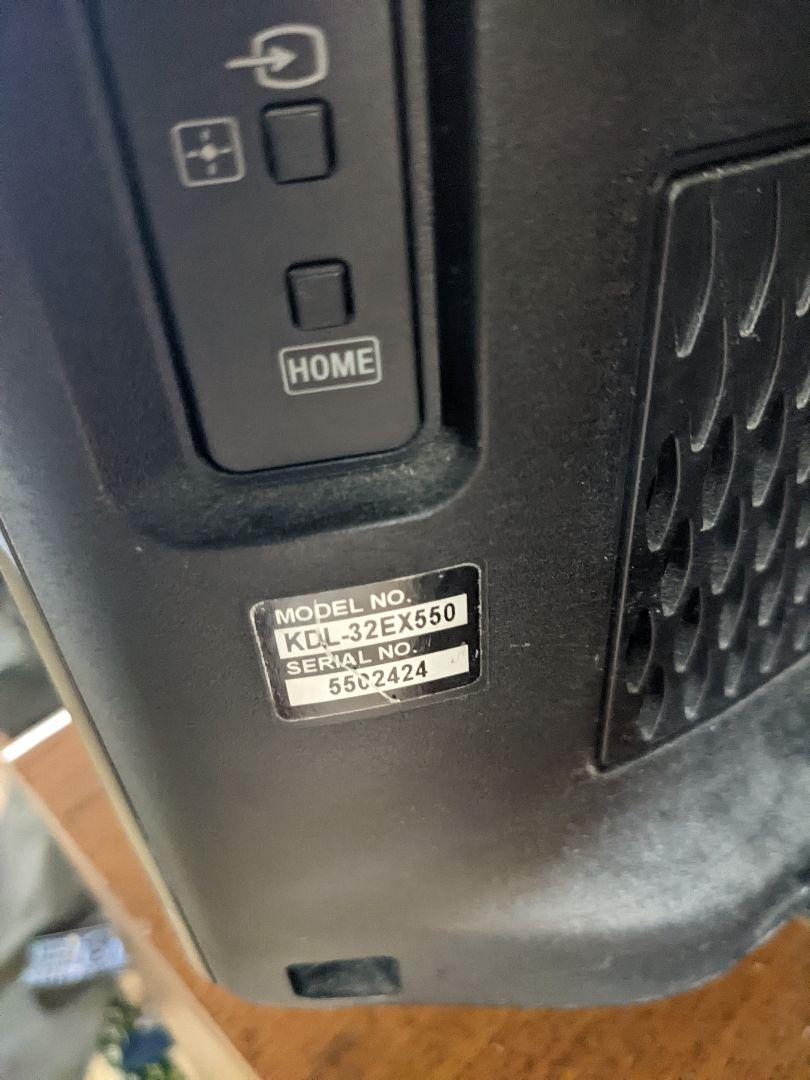 HOME
MODEL NO.
KDL-32EX550
SERIAL NO.
5502424